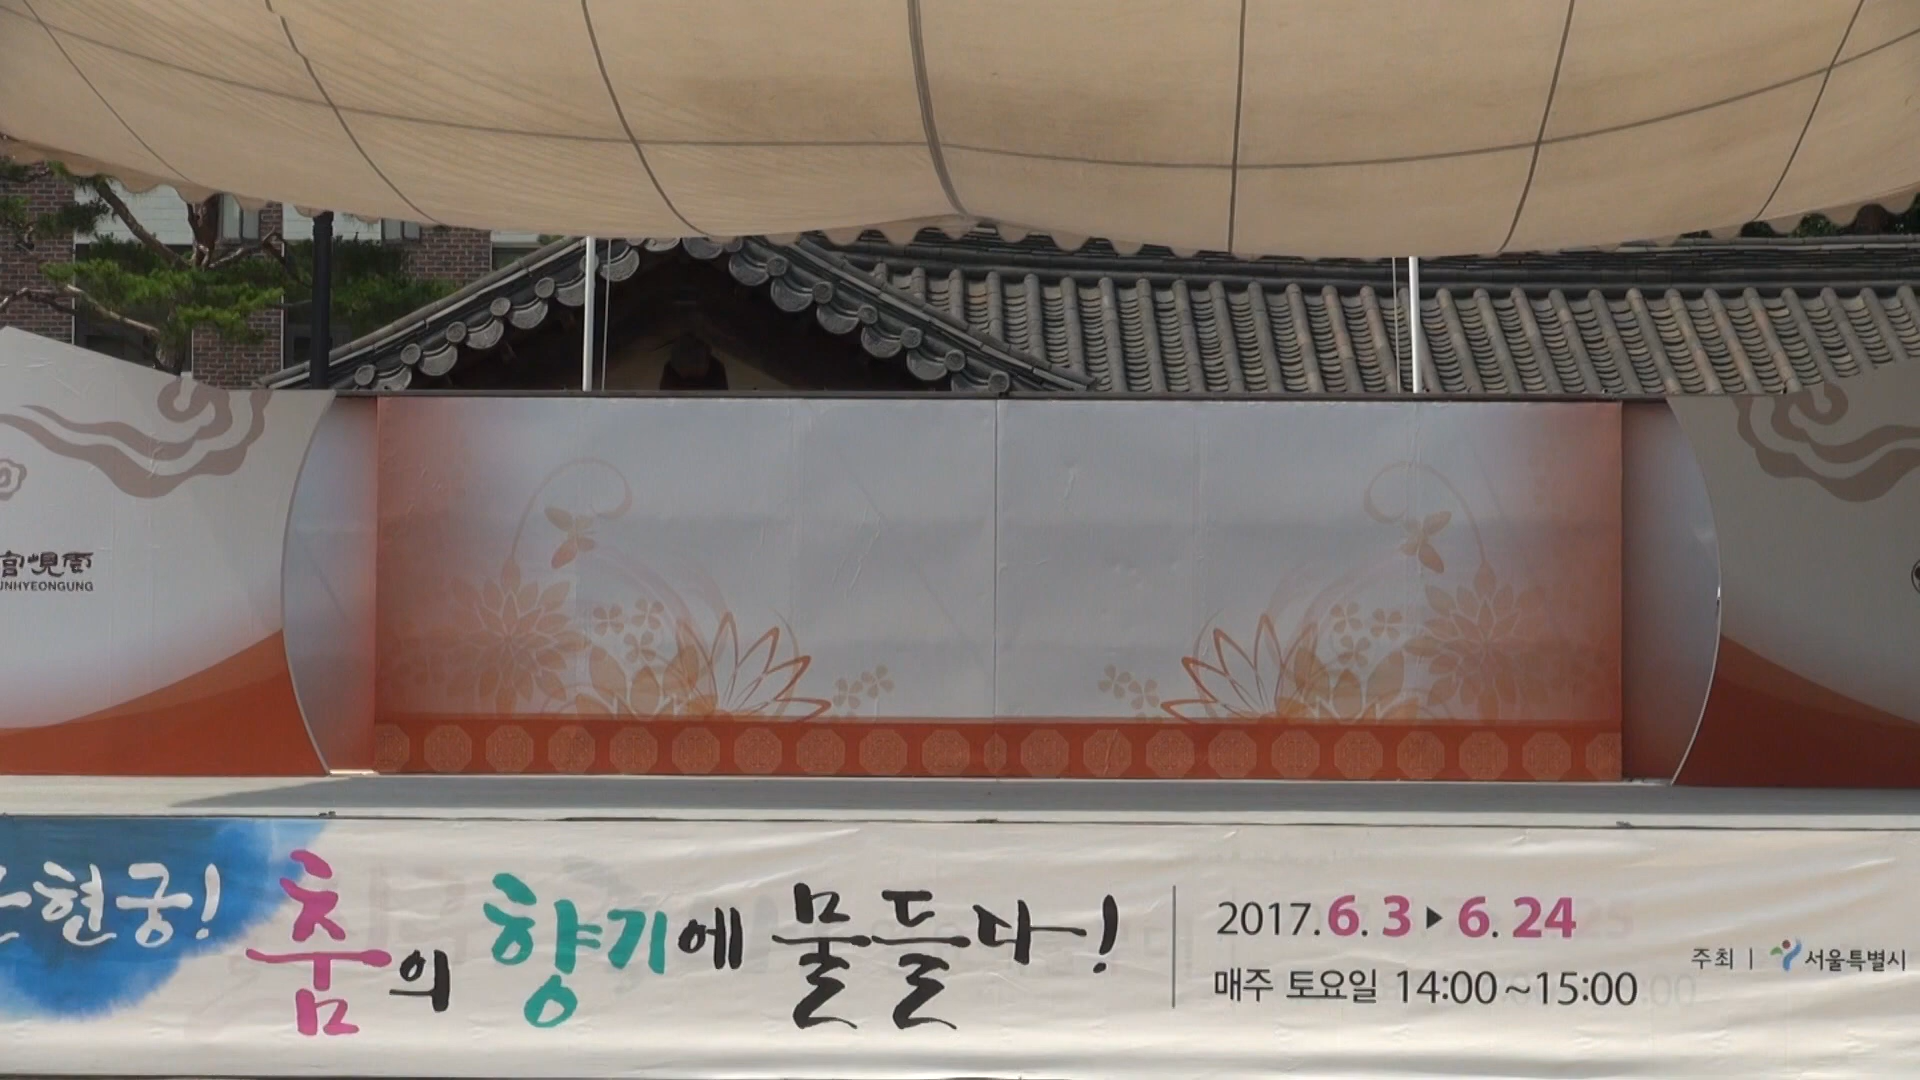 宮峴雲
UNHYEONGUNG
현궁!
춤의 향기에 물들다!
2017. 6. 3 ▶ 6. 24
매주 토요일 14:00 ~15:00
주최 | 서울특별시